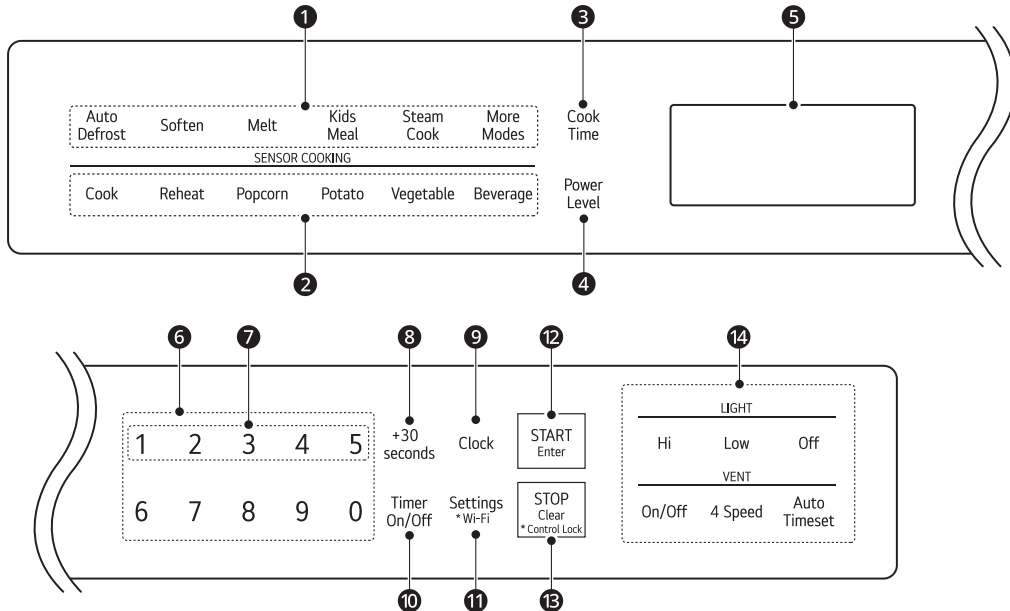 1 3 5
Auto Defrost Soften Melt Kids Meal Steam Cook More Modes Cook Time
SENSOR COOKING
Cook Reheat Popcorn Potato Vegetable Beverage Power Level
2 4
6 7 8 9 12 14
LIGHT
1 2 3 4 5 +30 seconds Clock START Enter Hi Low Off
VENT
6 7 8 9 0 Timer On/Off Settings * Wi-Fi STOP Clear * Control Lock On/Off 4 Speed Auto Timeset
10 11 13